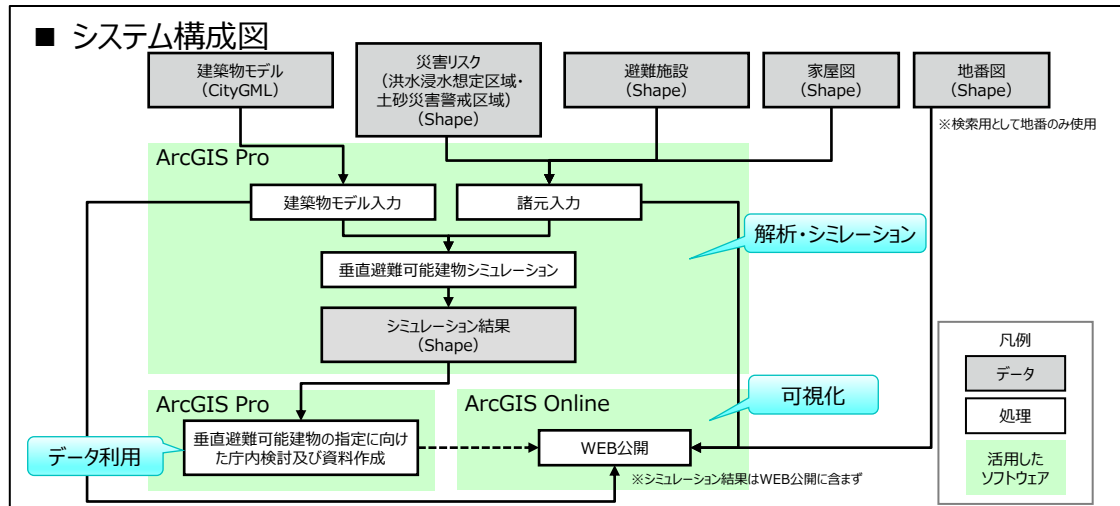 ■ システム構成図
建築物モデル
(CityGML)
災害リスク
(洪水浸水想定区域・
土砂災害警戒区域)
(Shape)
避難施設
(Shape)
家屋図
(Shape)
地番図
(Shape)
※検索用として地番のみ使用
ArcGIS Pro
建築物モデル入力
諸元入力
解析・シミレーション
垂直避難可能建物シミュレーション
シミュレーション結果
(Shape)
凡例
データ
処理
活用した
ソフトウェア
ArcGIS Pro
ArcGIS Online
可視化
データ利用
垂直避難可能建物の指定に向け
た庁内検討及び資料作成
WEB公開
※シミュレーション結果はWEB公開に含まず